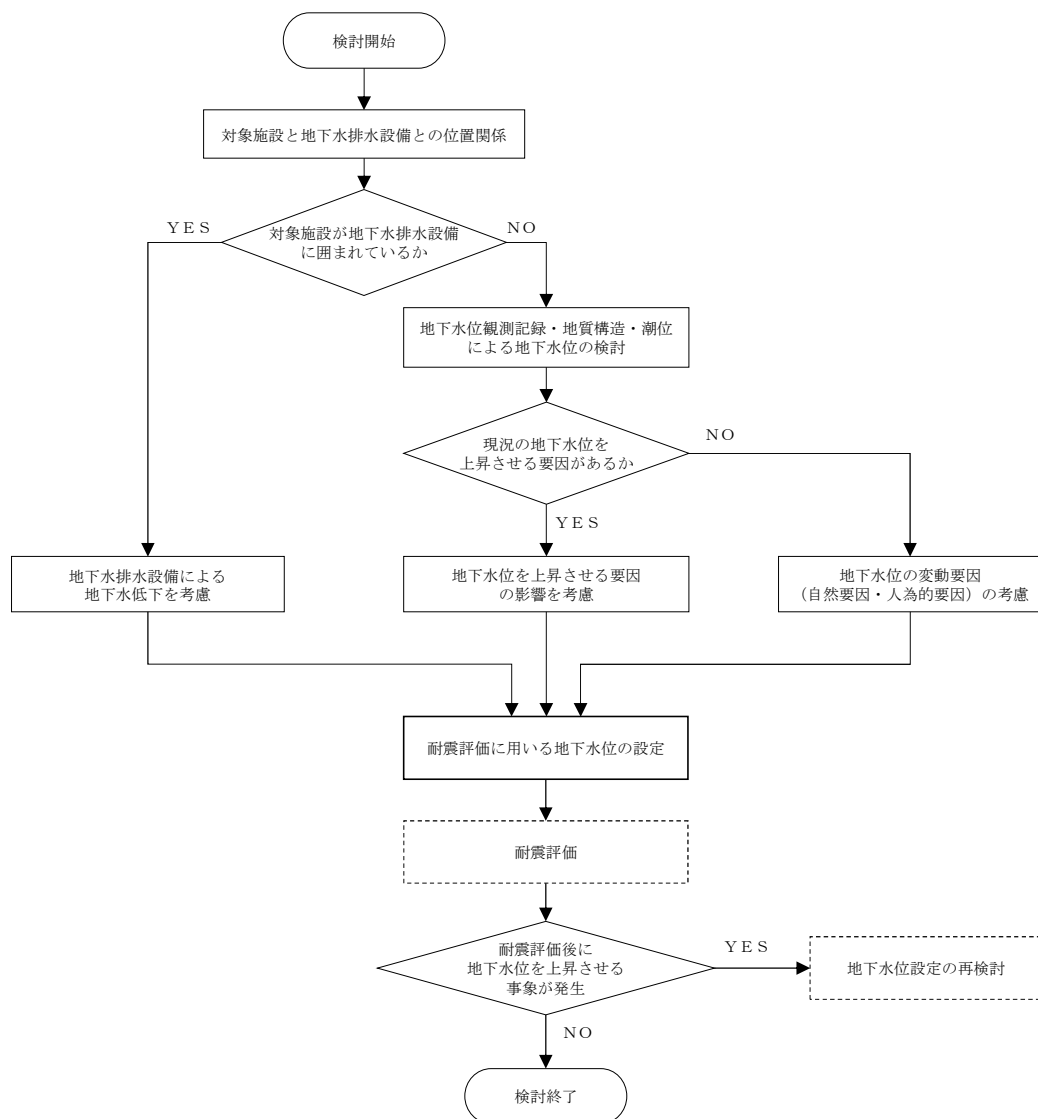 検討開始
対象施設と地下水排水設備との位置関係
対象施設が地下水排水設備
に囲まれているか
YES
NO
地下水位観測記録・地質構造・潮位
による地下水位の検討
現況の地下水位を
上昇させる要因があるか
NO
YES
地下水排水設備による
地下水低下を考慮
地下水位を上昇させる要因
の影響を考慮
地下水位の変動要因
(自然要因・人為的要因)の考慮
耐震評価に用いる地下水位の設定
耐震評価
耐震評価後に
地下水位を上昇させる
事象が発生
YES
地下水位設定の再検討
NO
検討終了